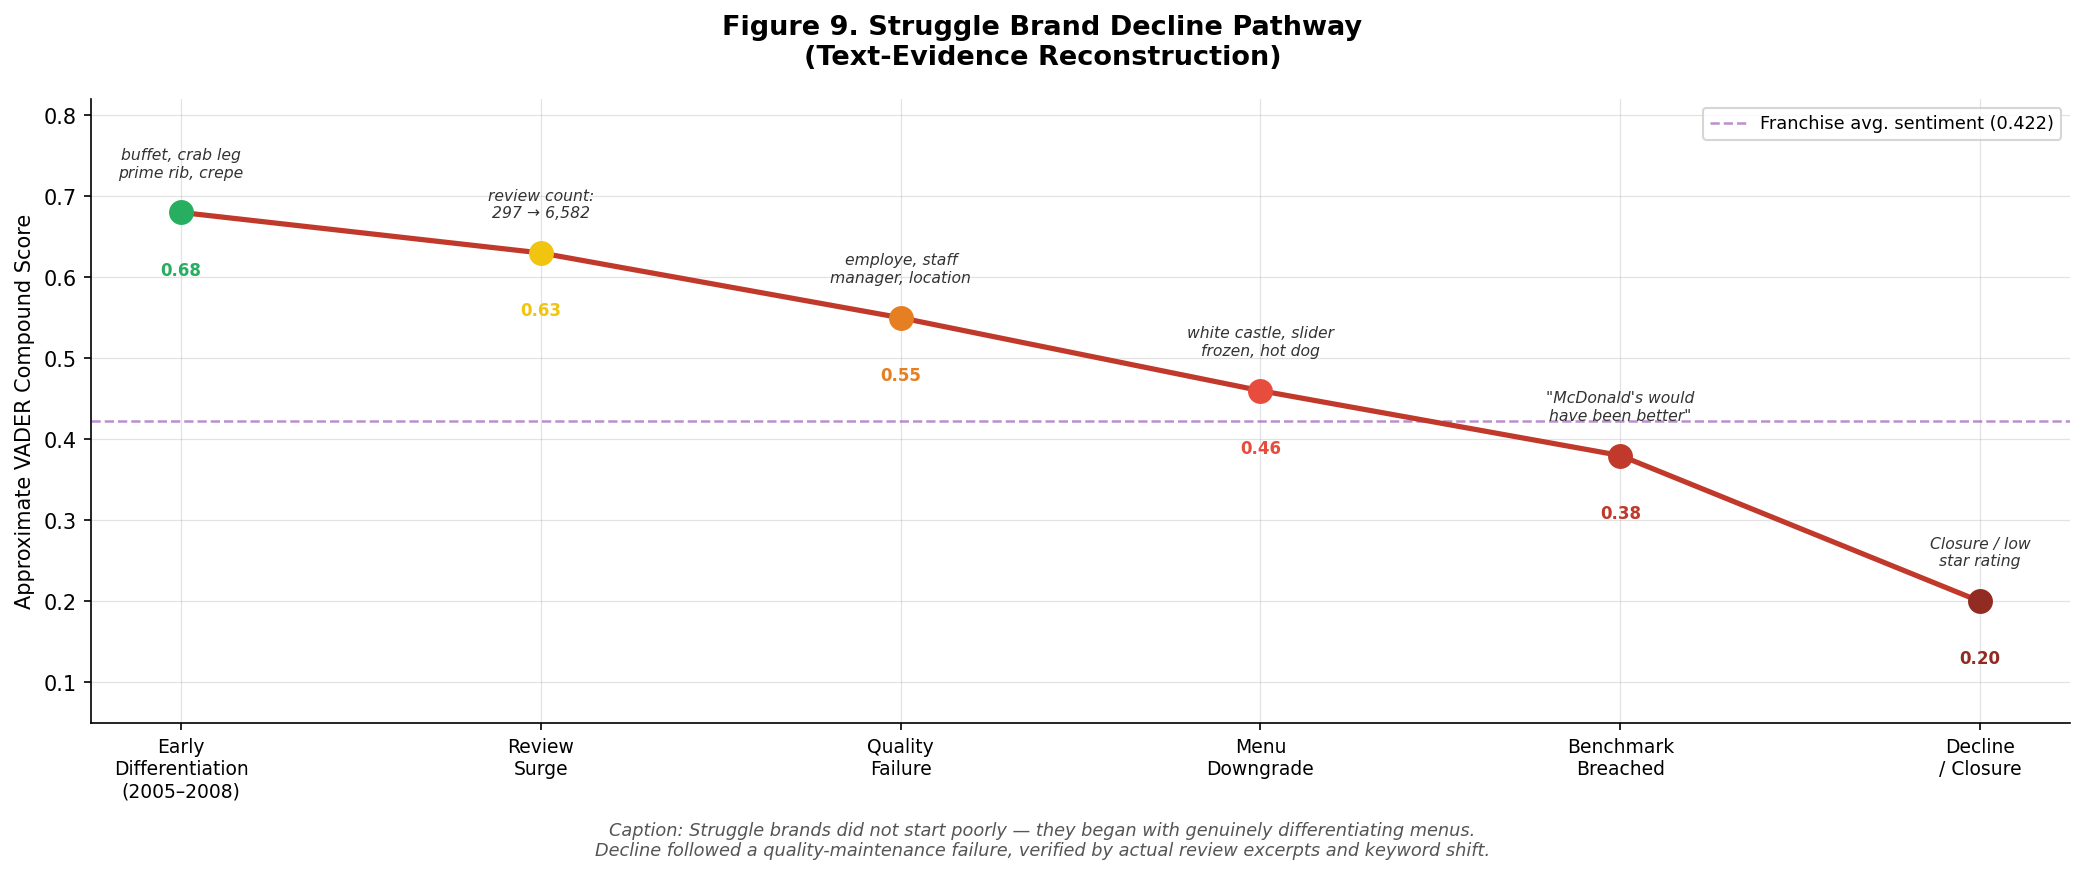 Figure 9. Struggle Brand Decline Pathway
(Text-Evidence Reconstruction)
Franchise avg. sentiment (0.422)
Approximate VADER Compound Score
0.8
0.7
0.6
0.5
0.4
0.3
0.2
0.1
buffet, crab leg
prime rib, crepe
0.68
review count:
297 → 6,582
0.63
employe, staff
manager, location
0.55
white castle, slider
frozen, hot dog
0.46
"McDonald's would
have been better"
0.38
Closure / low
star rating
0.20
Early
Differentiation
(2005–2008)
Review
Surge
Quality
Failure
Menu
Downgrade
Benchmark
Breached
Decline
/ Closure
Caption: Struggle brands did not start poorly — they began with genuinely differentiating menus.
Decline followed a quality-maintenance failure, verified by actual review excerpts and keyword shift.